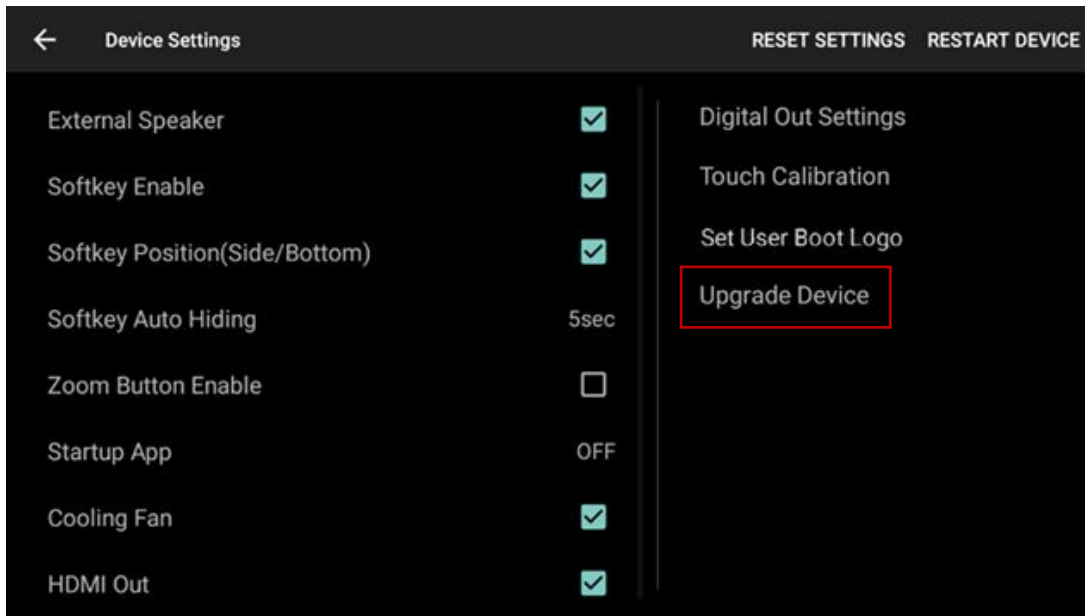 Device Settings
RESET SETTINGS RESTART DEVICE
External Speaker
Softkey Enable
Softkey Position(Side/Bottom)
Softkey Auto Hiding 5sec
Zoom Button Enable
Startup App OFF
Cooling Fan
HDMI Out
Digital Out Settings
Touch Calibration
Set User Boot Logo
Upgrade Device